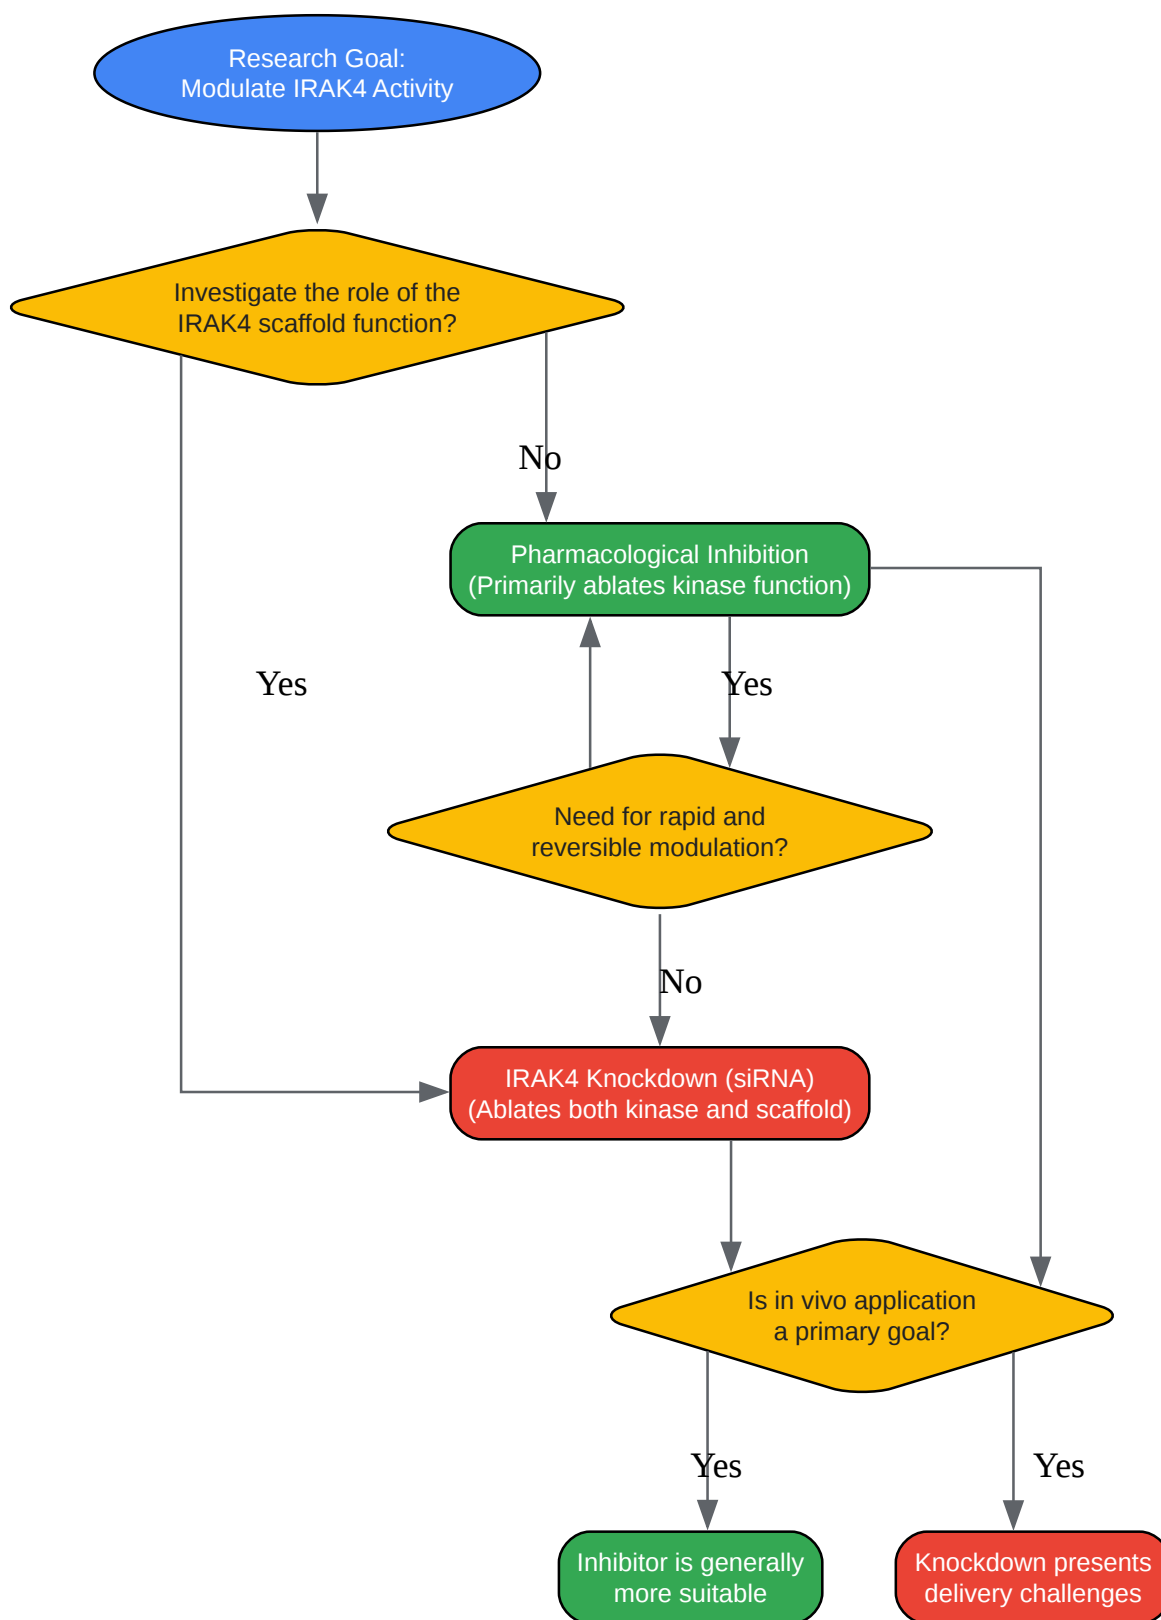 Research Goal:
Modulate IRAK4 Activity
Investigate the role of the
IRAK4 scaffold function?
No
Pharmacological Inhibition
(Primarily ablates kinase function)
Yes
Yes
Need for rapid and
reversible modulation?
No
IRAK4 Knockdown (siRNA)
(Ablates both kinase and scaffold)
Is in vivo application
a primary goal?
Yes
Yes
Inhibitor is generally
more suitable
Knockdown presents
delivery challenges